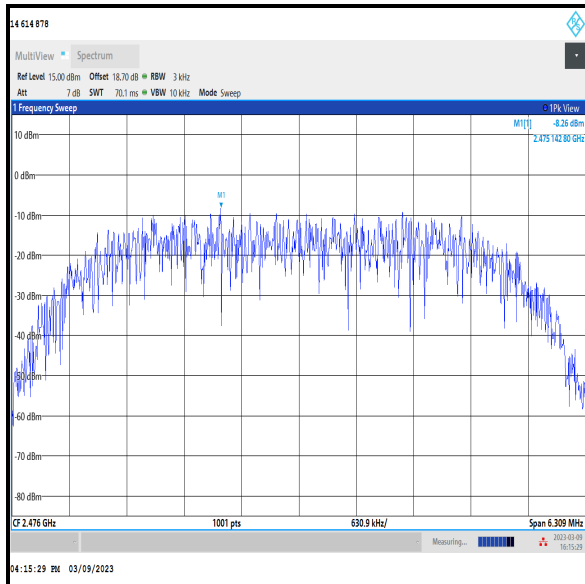 14 614 878
MultiView Spectrum
Ref Level 15.00 dBm Offset 18.70 dB RBW 3 kHz
Att 7 dB SWT 70.1 ms VBW 10 kHz Mode Sweep
1 Frequency Sweep 1Pk View
M1[1] -8.26 dBm
2.475 142 80 GHz
10 dBm
0 dBm
M1
-10 dBm
-20 dBm
-30 dBm
-40 dBm
-50 dBm
-60 dBm
-70 dBm
-80 dBm
CF 2.476 GHz 1001 pts 630.9 kHz/ Span 6.309 MHz
Measuring... 2023-03-09
16:15:29
04:15:29 PM 03/09/2023